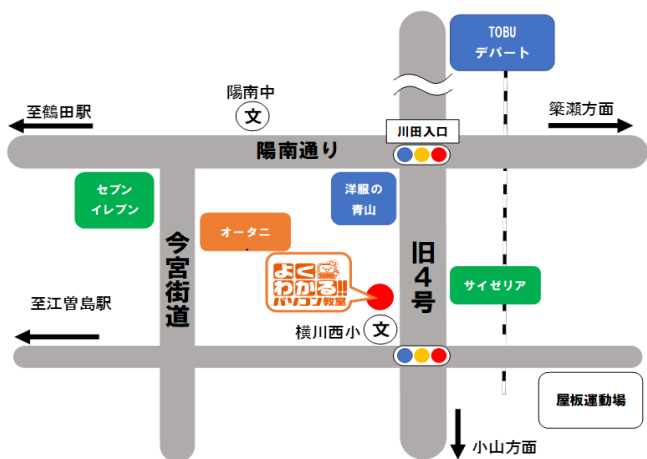 TOBU
デパート
陽南中
文
至鶴田駅
簗瀬方面
川田入口
陽南通り
セブン
イレブン
洋服の
青山
オータニ
今宮街道
旧4号
よく
わかる!!
パソコン教室
サイゼリア
至江曽島駅
横川西小
文
屋板運動場
小山方面